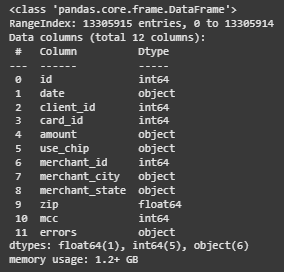 <class 'pandas.core.frame.DataFrame'>
RangeIndex: 13305915 entries, 0 to 13305914
Data columns (total 12 columns):
 #   Column          Dtype
---  ------          -----
 0   id              int64
 1   date            object
 2   client_id       int64
 3   card_id         int64
 4   amount          object
 5   use_chip        object
 6   merchant_id     int64
 7   merchant_city   object
 8   merchant_state  object
 9   zip             float64
 10  mcc             int64
 11  errors          object
dtypes: float64(1), int64(5), object(6)
memory usage: 1.2+ GB